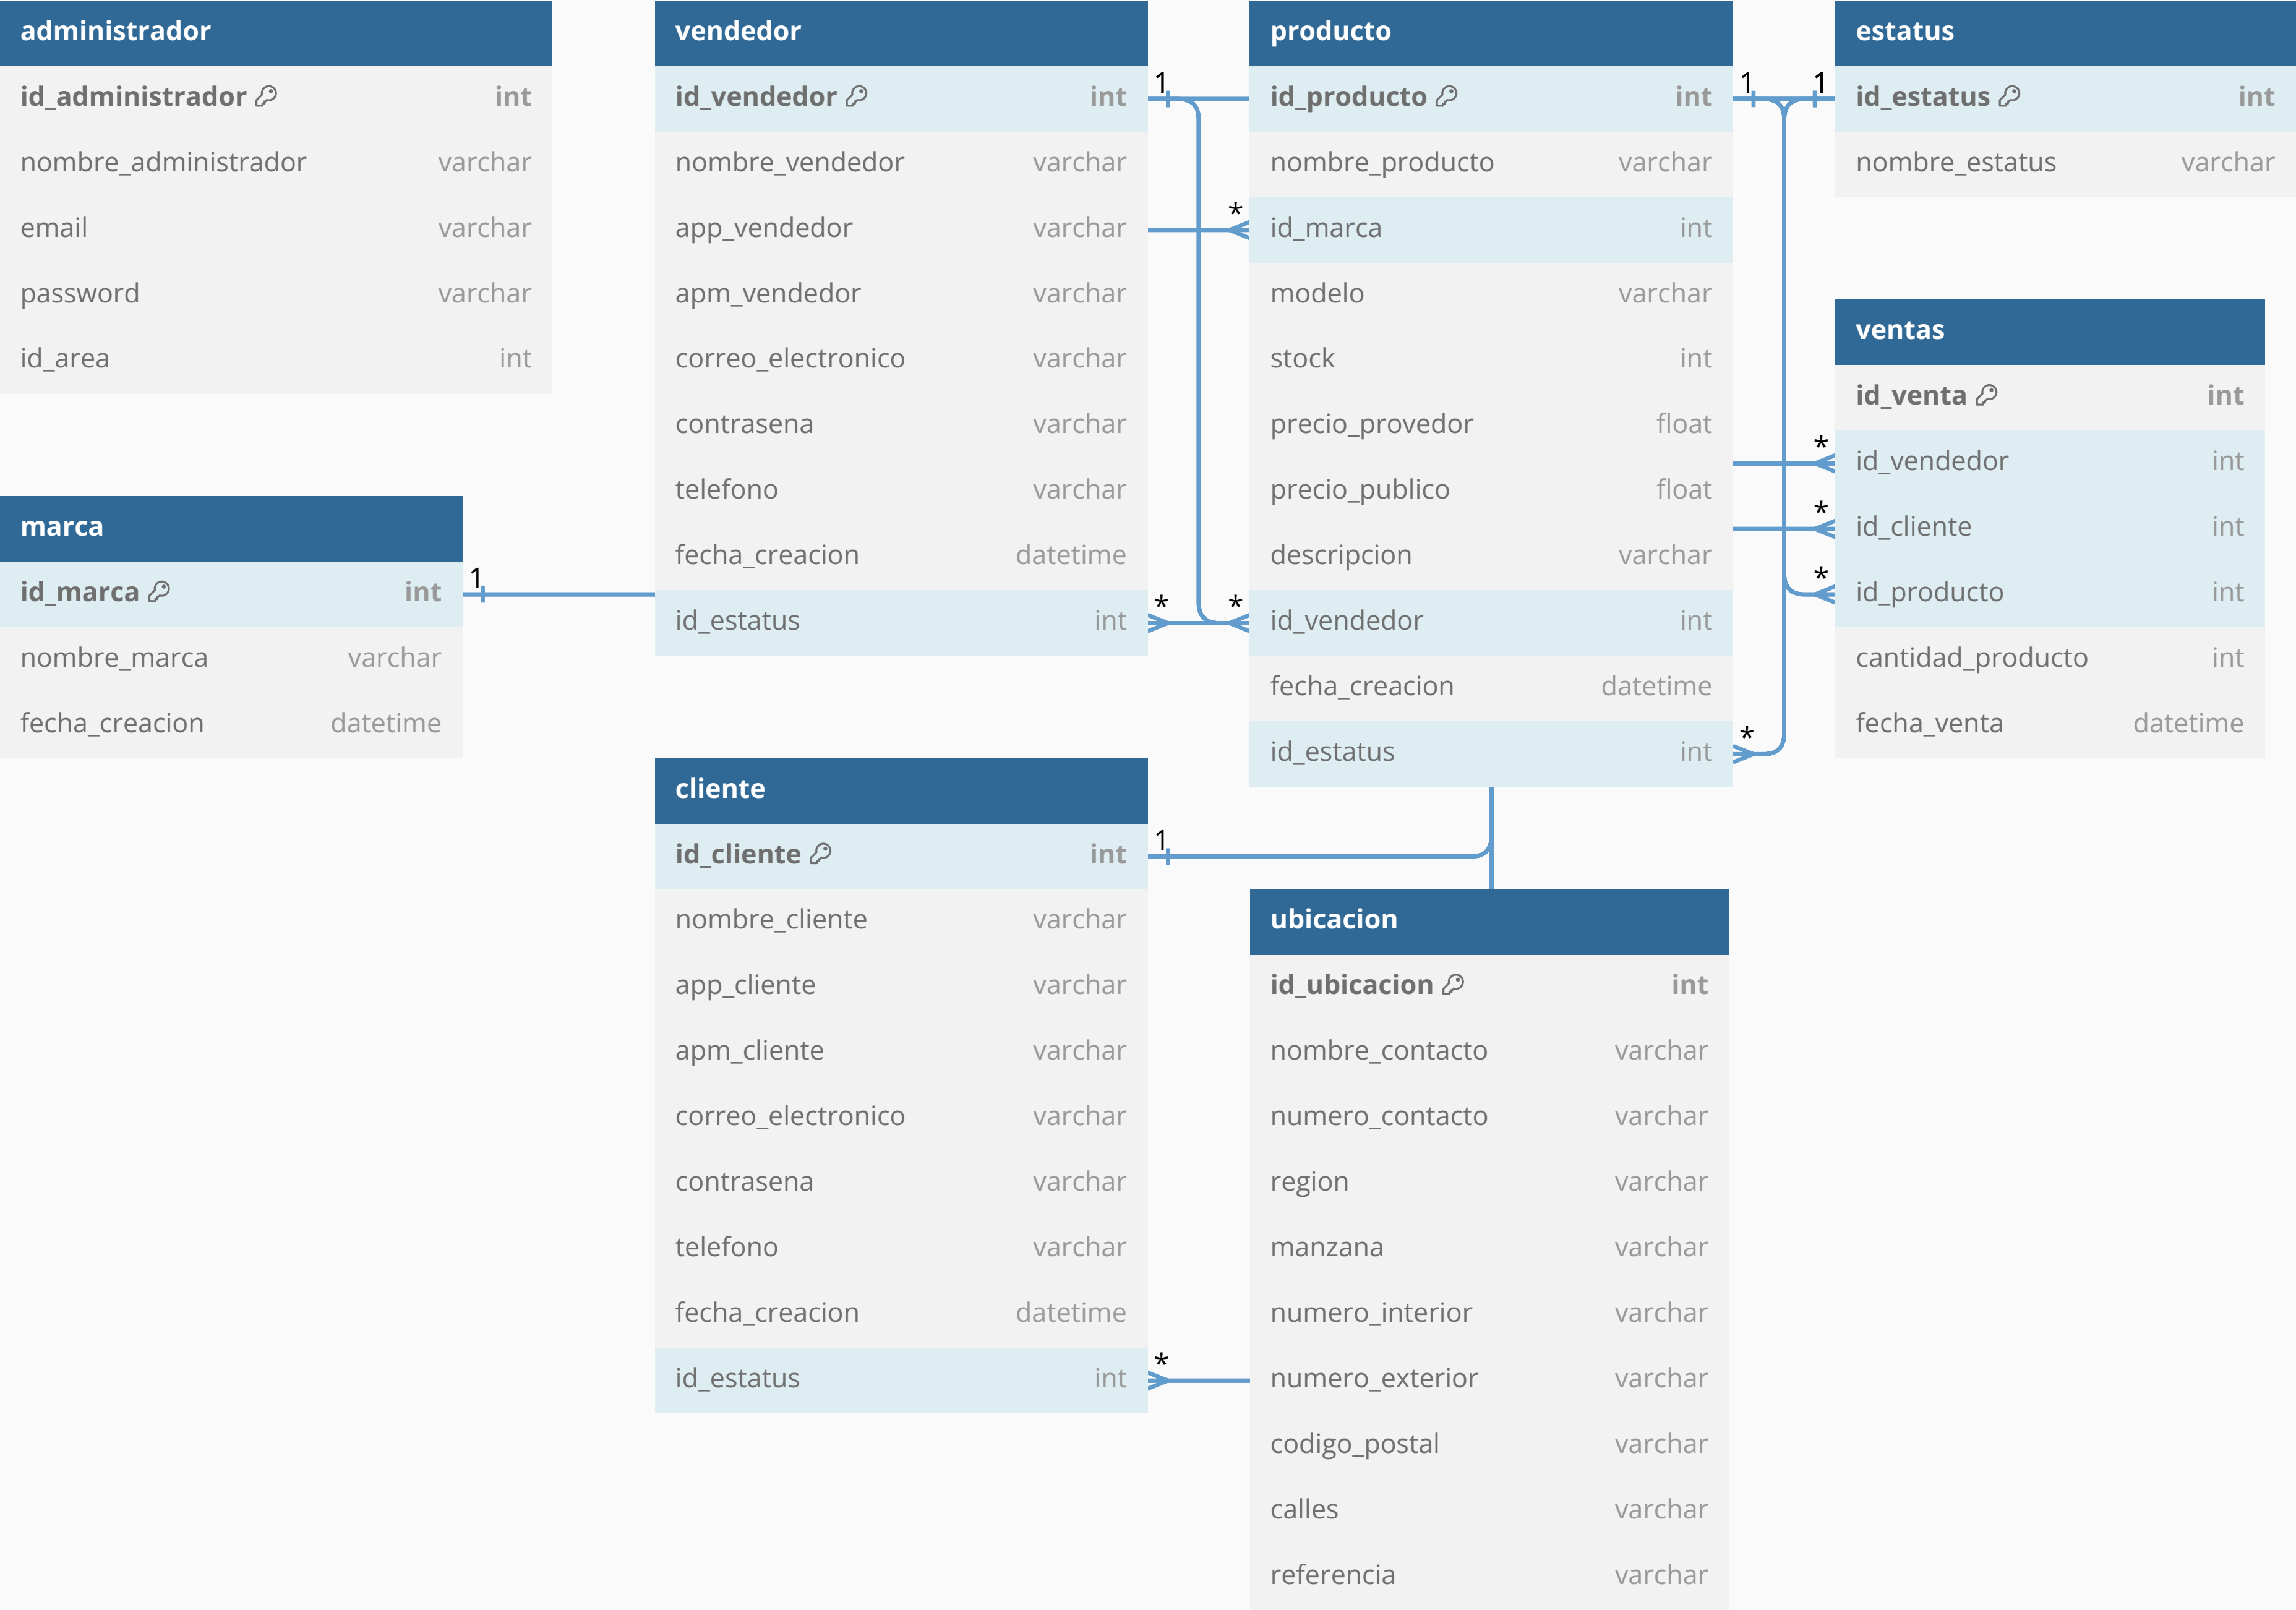 administrador
id_administrador int
nombre_administrador varchar
email varchar
password varchar
id_area int
marca
1
id_marca int
nombre_marca varchar
fecha_creacion datetime
vendedor
1
id_vendedor int
nombre_vendedor varchar
app_vendedor varchar
apm_vendedor varchar
correo_electronico varchar
contrasena varchar
telefono varchar
fecha_creacion datetime
*
id_estatus int
cliente
1
id_cliente int
nombre_cliente varchar
app_cliente varchar
apm_cliente varchar
correo_electronico varchar
contrasena varchar
telefono varchar
fecha_creacion datetime
*
id_estatus int
producto
1
id_producto int
nombre_producto varchar
*
id_marca int
modelo varchar
stock int
precio_provedor float
precio_publico float
descripcion varchar
*
id_vendedor int
fecha_creacion datetime
*
id_estatus int
ubicacion
id_ubicacion int
nombre_contacto varchar
numero_contacto varchar
region varchar
manzana varchar
numero_interior varchar
numero_exterior varchar
codigo_postal varchar
calles varchar
referencia varchar
estatus
1
id_estatus int
nombre_estatus varchar
ventas
id_venta int
*
id_vendedor int
*
id_cliente int
*
id_producto int
cantidad_producto int
fecha_venta datetime